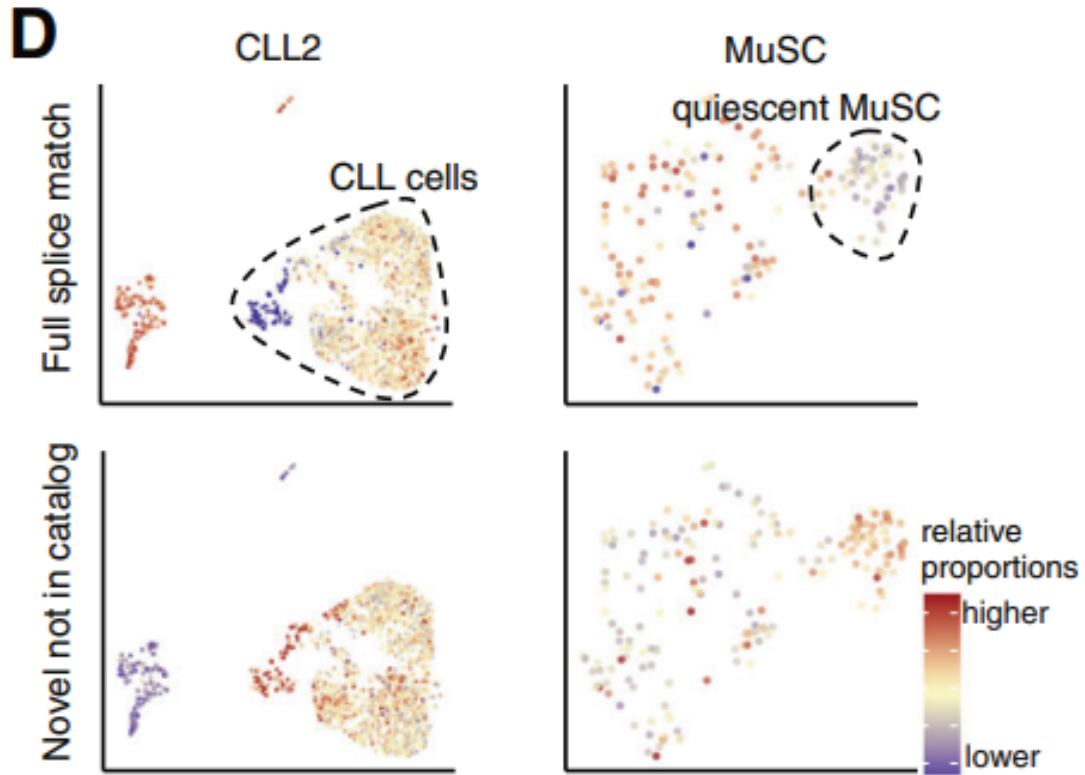 D
CLL2
MuSC
Full splice match
CLL cells
quiescent MuSC
Novel not in catalog
relative
proportions
higher
lower